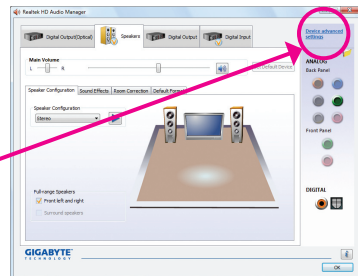 Realtek HD Audio Manager
Digital Output(Optical)
Speakers
Digital Output
Digital Input
Device advanced
settings
Main Volume
L
R
Default Device
ANALOG
Back Panel
Speaker Configuration
Sound Effects
Room Correction
Default Format
Speaker Configuration
Stereo
Front Panel
Full-range Speakers
Front left and right
Surround speakers
DIGITAL
GIGABYTE
TECHNOLOGY
i
OK